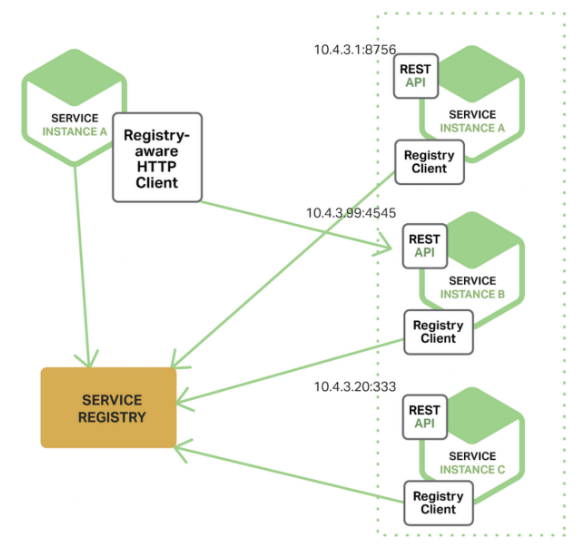 SERVICE
INSTANCE A
Registry-
aware
HTTP
Client
10.4.3.1:8756
REST
API
SERVICE
INSTANCE A
Registry
Client
10.4.3.99:4545
REST
API
SERVICE
INSTANCE B
Registry
Client
SERVICE
REGISTRY
10.4.3.20:333
REST
API
SERVICE
INSTANCE C
Registry
Client